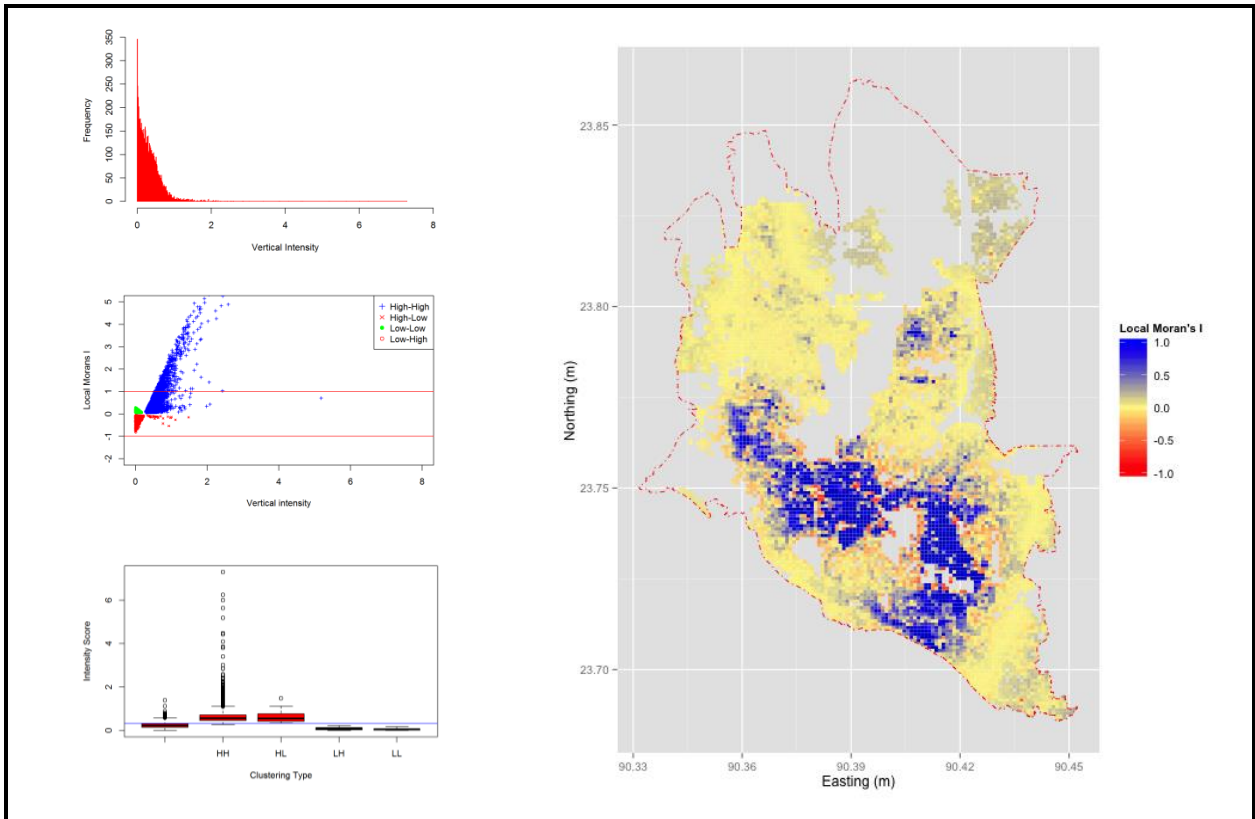 350
300
250
200
150
100
50
0
Frequency
0 2 4 6 8
Vertical Intensity
5
4
3
2
1
0
-1
-2
Local Morans I
High-High
High-Low
Low-Low
Low-High
0 2 4 6 8
Vertical intensity
6
4
2
0
Intensity Score
HH HL LH LL
Clustering Type
23.85
23.80
23.75
23.70
Northing (m)
90.33 90.36 90.39 90.42 90.45
Easting (m)
Local Moran's I
1.0
0.5
0.0
-0.5
-1.0